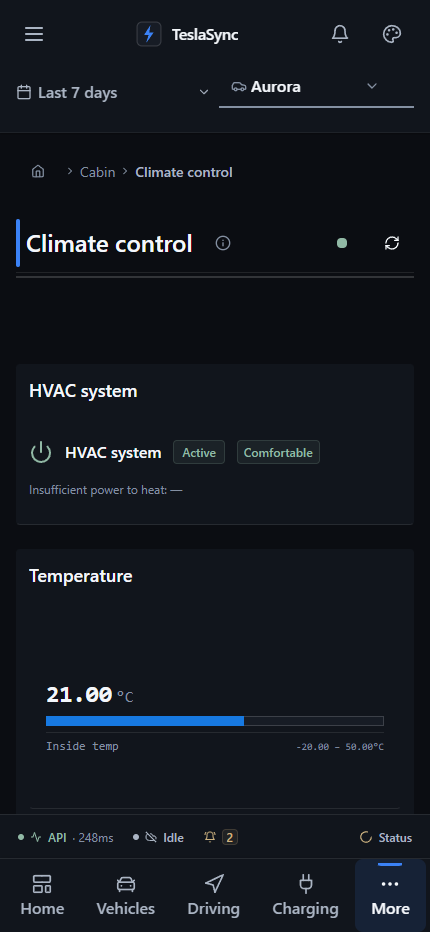 TeslaSync
Last 7 days
Aurora
Cabin
Climate control
Climate control
HVAC system
HVAC system
Active
Comfortable
Insufficient power to heat: —
Temperature
21.00 °C
Inside temp
-20.00 – 50.00°C
API · 248ms
Idle
2
Status
Home
Vehicles
Driving
Charging
More